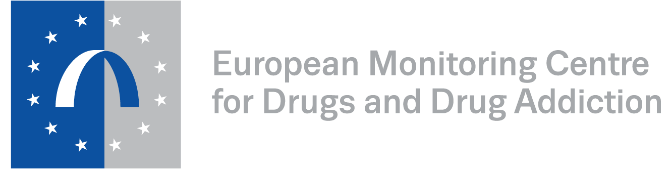 European Monitoring Centre
for Drugs and Drug Addiction